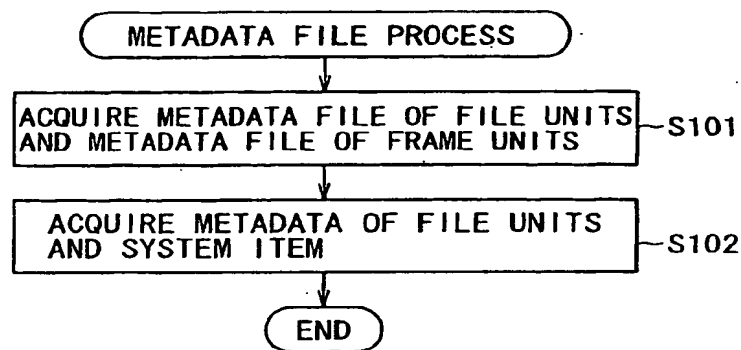 METADATA FILE PROCESS
ACQUIRE METADATA FILE OF FILE UNITS
AND METADATA FILE OF FRAME UNITS
S101
ACQUIRE METADATA OF FILE UNITS
AND SYSTEM ITEM
S102
END